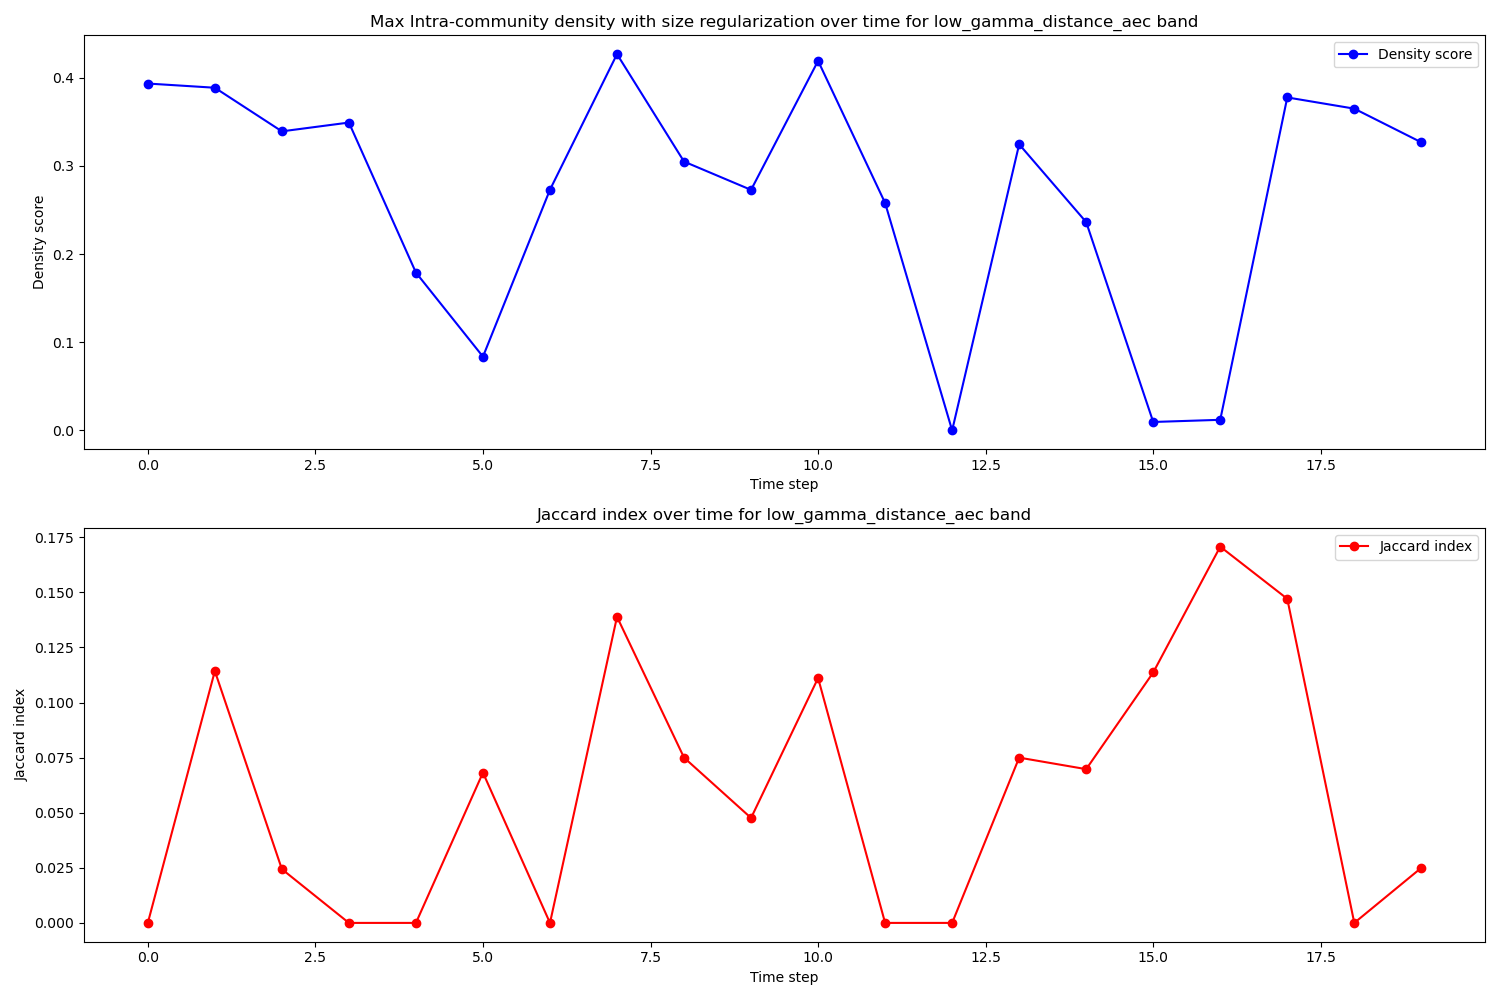 Max Intra-community density with size regularization over time for low_gamma_distance_aec band
Density score
Density score
0.4
0.3
0.2
0.1
0.0
0.0 2.5 5.0 7.5 10.0 12.5 15.0 17.5
Time step
Jaccard index over time for low_gamma_distance_aec band
Jaccard index
Jaccard index
0.175
0.150
0.125
0.100
0.075
0.050
0.025
0.000
0.0 2.5 5.0 7.5 10.0 12.5 15.0 17.5
Time step